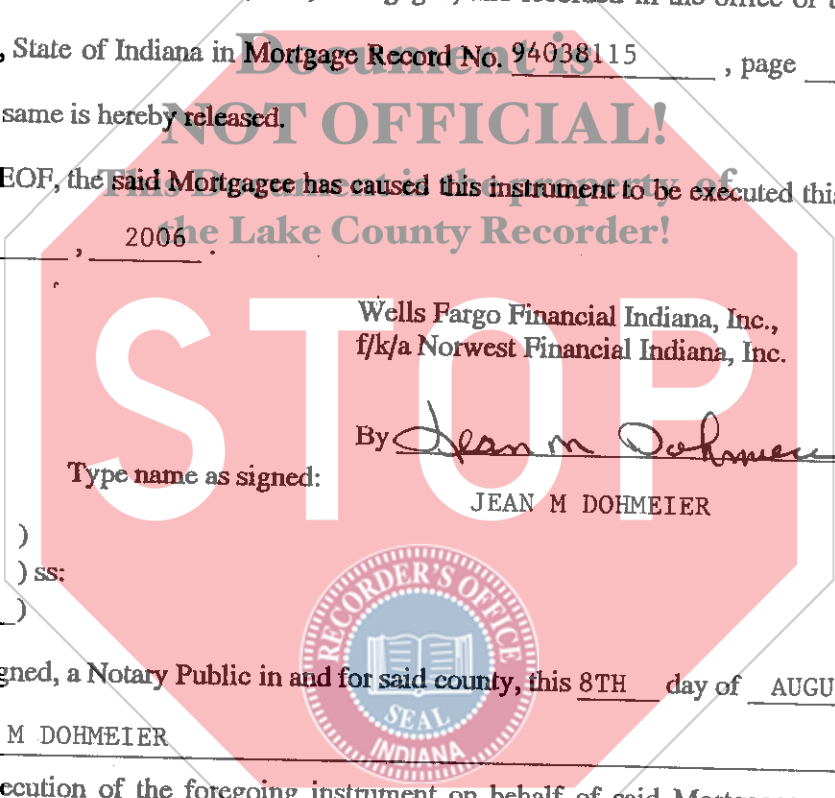 , State of Indiana in Mortgage Record No. 94038115 , page
Document is
same is hereby released.
NOT OFFICIAL!
EOF, the said Mortgagee has caused this instrument to be executed this
This Document is the property of
the Lake County Recorder!
, 2006 .
STOP
Wells Fargo Financial Indiana, Inc.,
f/k/a Norwest Financial Indiana, Inc.
By Jean M Dohmeier
Type name as signed:
JEAN M DOHMEIER
)
) ss:
)
RECORDER'S OFFICE
SEAL
INDIANA
gned, a Notary Public in and for said county, this 8TH day of AUGU
M DOHMEIER
ecution of the foregoing instrument on behalf of said Mortgagee